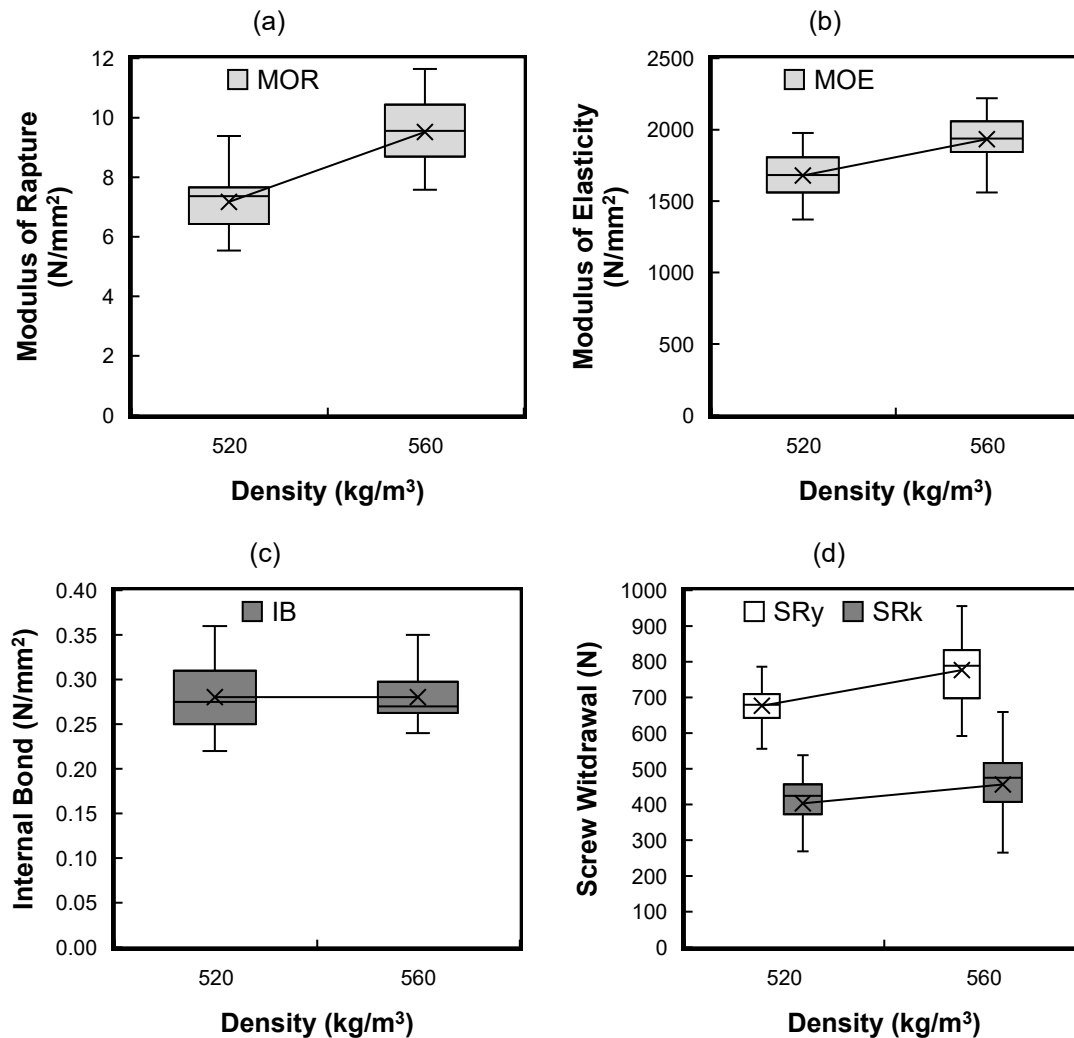 (a)
12
10
8
6
4
2
0
MOR
Modulus of Rapture
(N/mm²)
520
560
Density (kg/m³)
(b)
2500
2000
1500
1000
500
0
MOE
Modulus of Elasticity
(N/mm²)
520
560
Density (kg/m³)
(c)
0.40
0.35
0.30
0.25
0.20
0.15
0.10
0.05
0.00
IB
Internal Bond (N/mm²)
520
560
Density (kg/m³)
(d)
1000
900
800
700
600
500
400
300
200
100
0
SRy SRk
Screw Witdrawal (N)
520
560
Density (kg/m³)